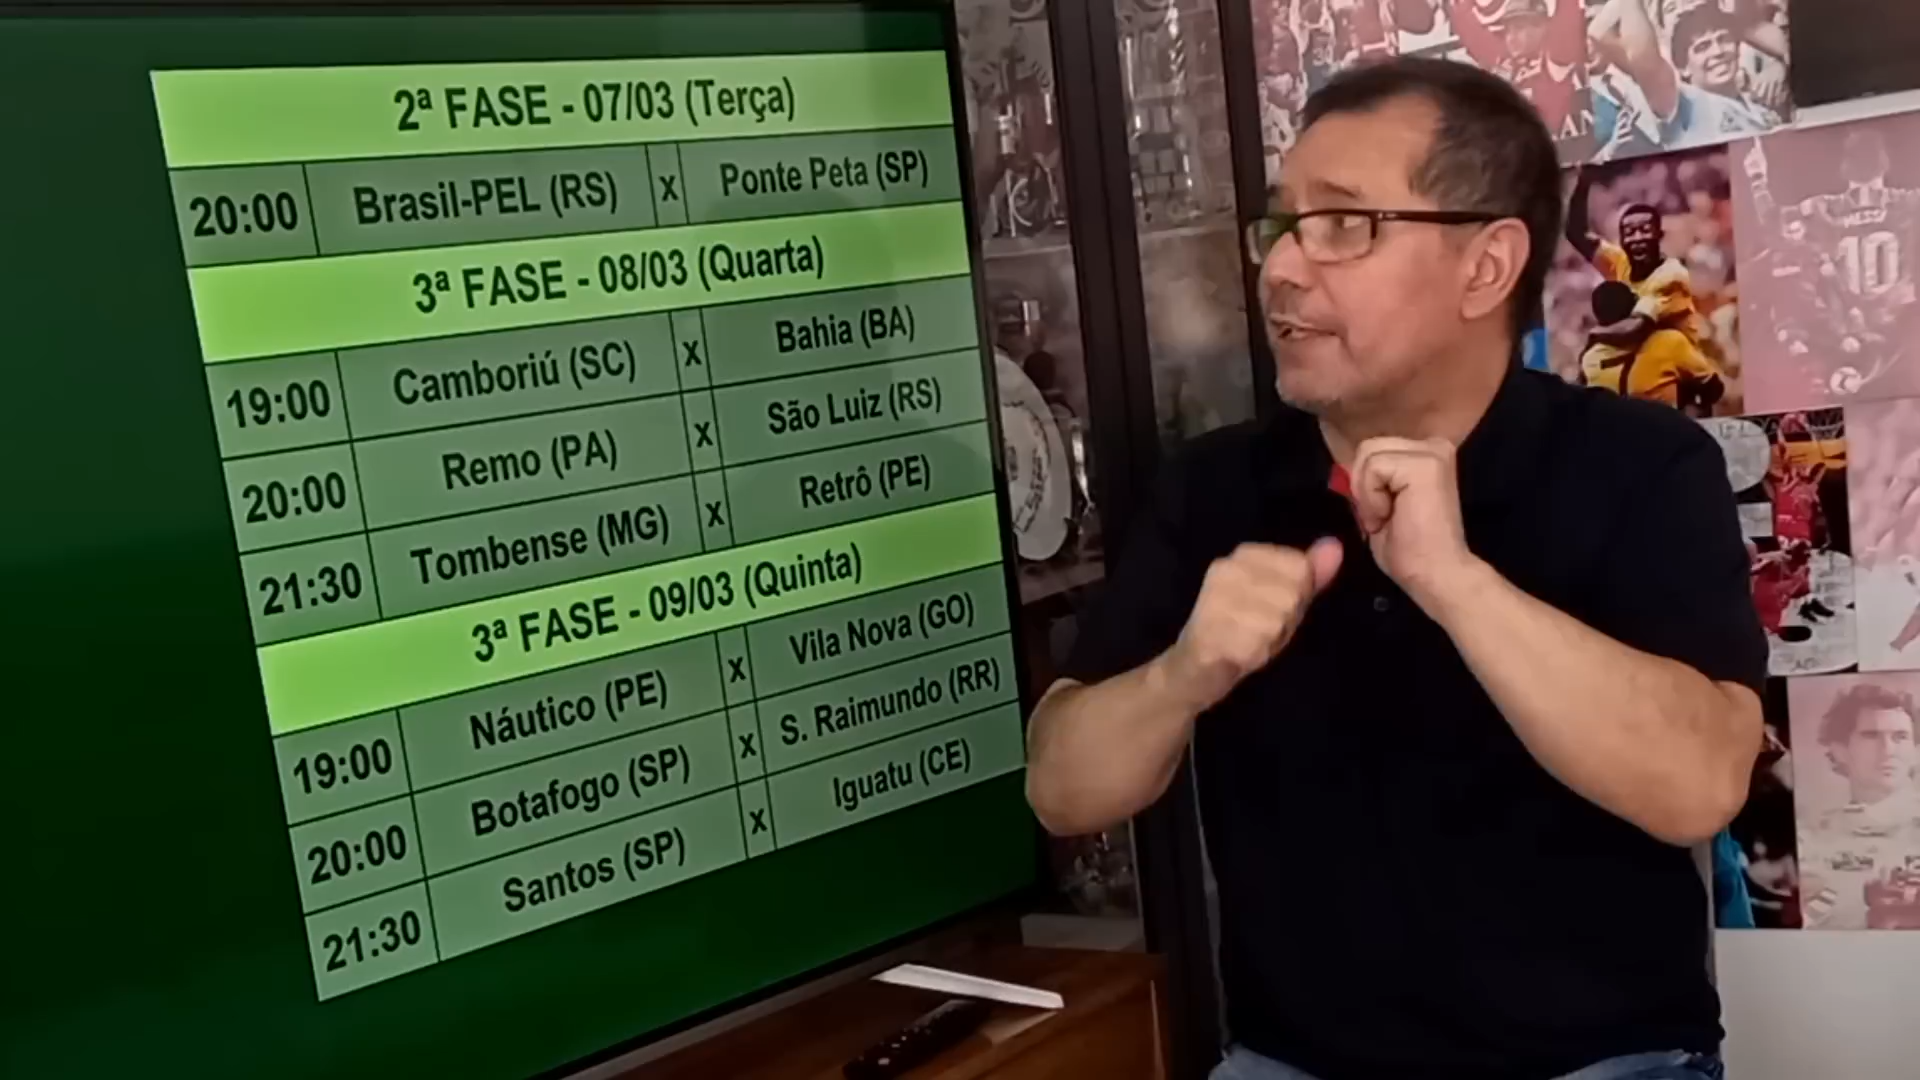 2ª FASE - 07/03 (Terça)
20:00 Brasil-PEL (RS) x Ponte Peta (SP)
3ª FASE - 08/03 (Quarta)
19:00 Camboriú (SC) x Bahia (BA)
20:00 Remo (PA) x São Luiz (RS)
21:30 Tombense (MG) x Retrô (PE)
3ª FASE - 09/03 (Quinta)
19:00 Náutico (PE) x Vila Nova (GO)
20:00 Botafogo (SP) x S. Raimundo (RR)
21:30 Santos (SP) x Iguatu (CE)
MESSI
10